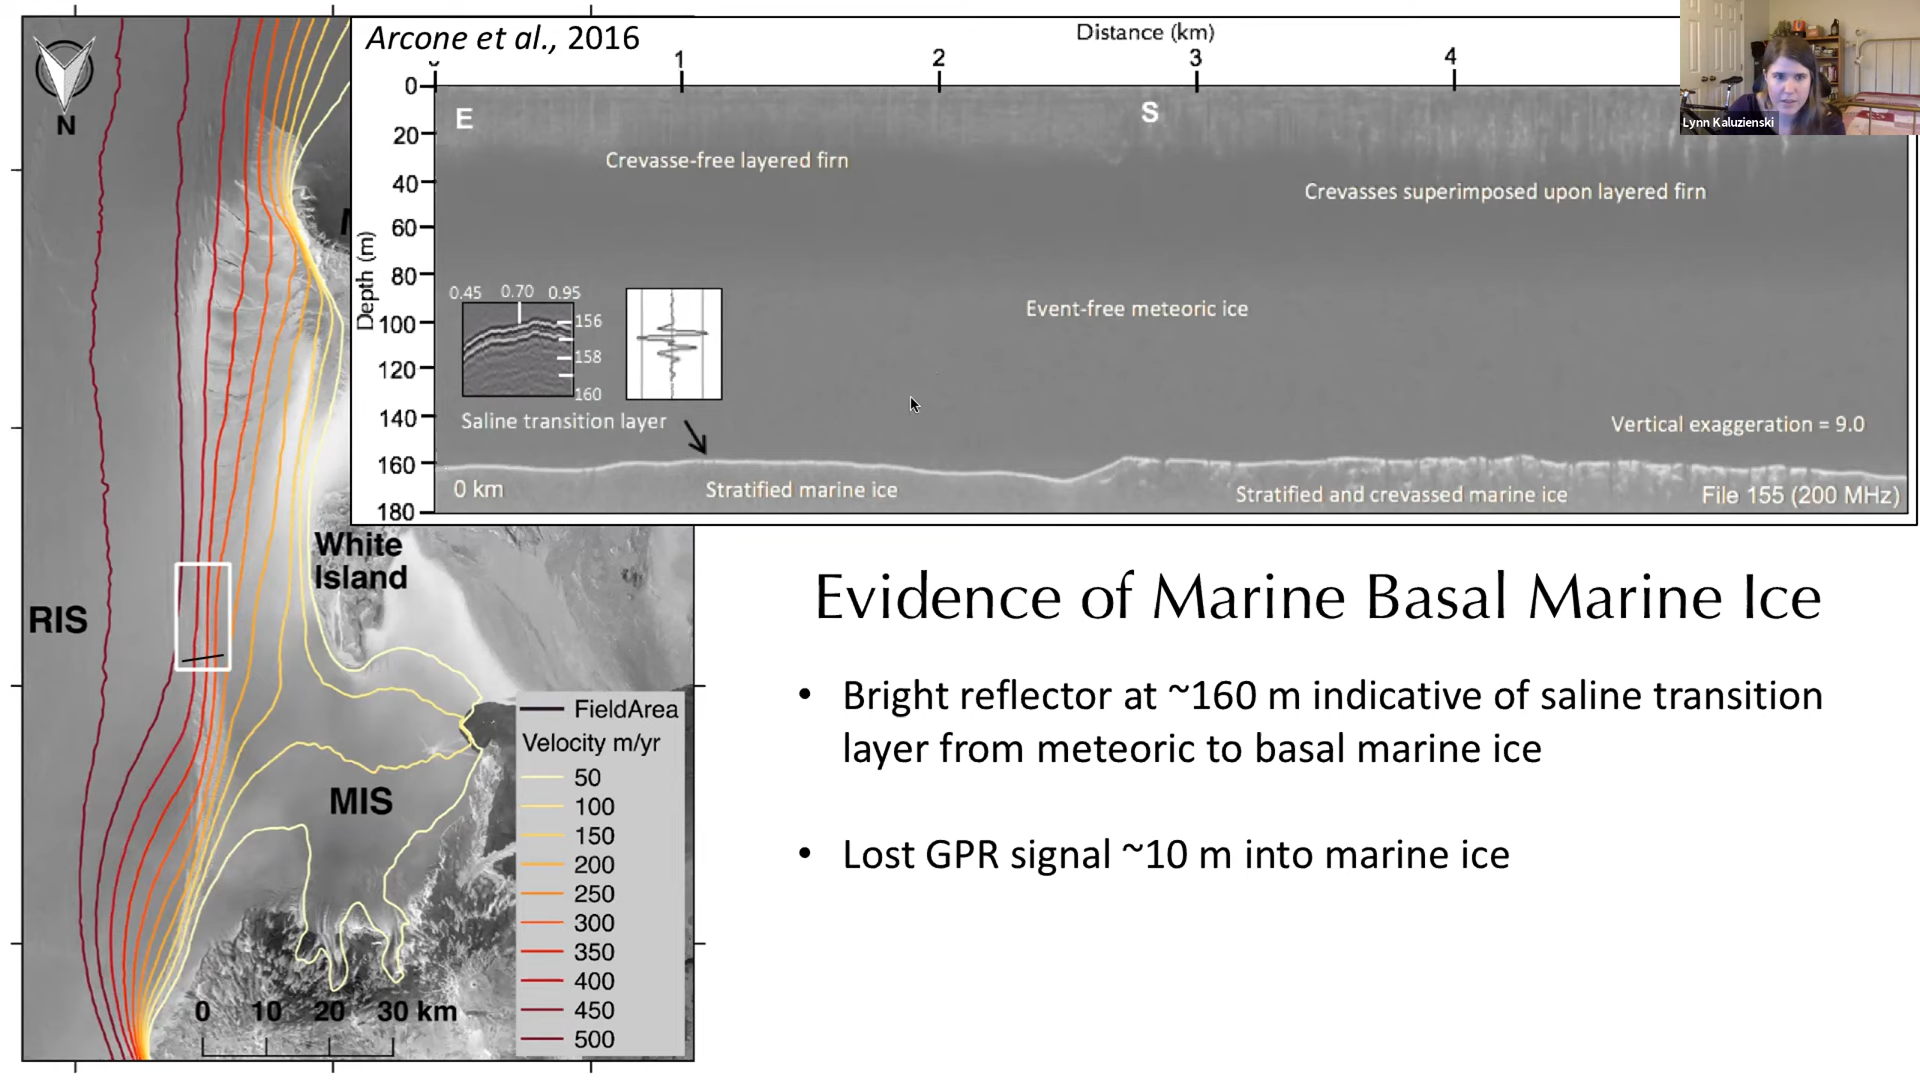 Arcone et al., 2016
Distance (km)
1
2
3
4
0
20
40
60
80
100
120
140
160
180
Depth (m)
E
S
Crevasse-free layered firn
Crevasses superimposed upon layered firn
Event-free meteoric ice
0.45 0.70 0.95
156
158
160
Saline transition layer
Vertical exaggeration = 9.0
0 km
Stratified marine ice
Stratified and crevassed marine ice
File 155 (200 MHz)
Lynn Kaluzienski
N
White
Island
RIS
MIS
FieldArea
Velocity m/yr
50
100
150
200
250
300
350
400
450
500
0 10 20 30 km
Evidence of Marine Basal Marine Ice
• Bright reflector at ~160 m indicative of saline transition
layer from meteoric to basal marine ice
• Lost GPR signal ~10 m into marine ice